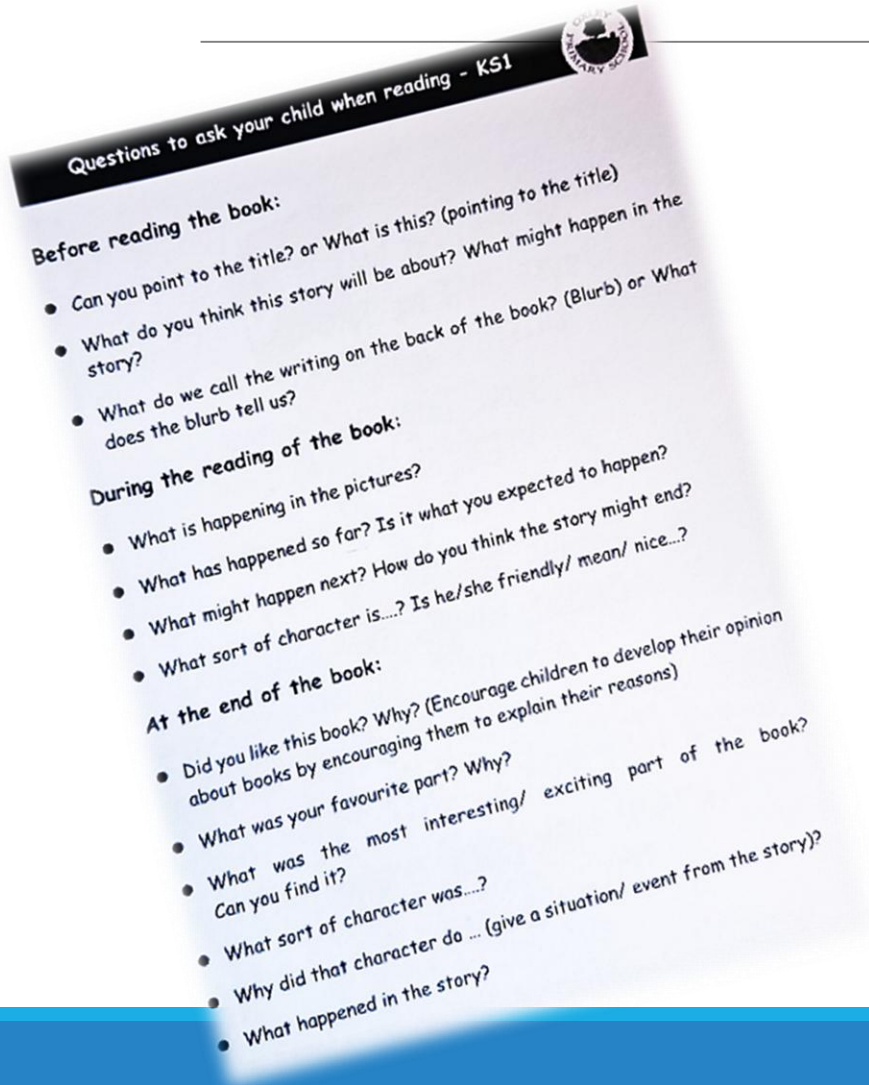 PRIMARY SCHOOL
Questions to ask your child when reading - KS1
Before reading the book:
• Can you point to the title? or What is this? (pointing to the title)
• What do you think this story will be about? What might happen in the
story?
• What do we call the writing on the back of the book? (Blurb) or What
does the blurb tell us?
During the reading of the book:
• What is happening in the pictures?
• What has happened so far? Is it what you expected to happen?
• What might happen next? How do you think the story might end?
• What sort of character is....? Is he/she friendly/ mean/ nice...?
At the end of the book:
• Did you like this book? Why? (Encourage children to develop their opinion
about books by encouraging them to explain their reasons)
• What was your favourite part? Why?
• What was the most interesting/ exciting part of the book?
Can you find it?
• What sort of character was....?
• Why did that character do ... (give a situation/ event from the story)?
• What happened in the story?